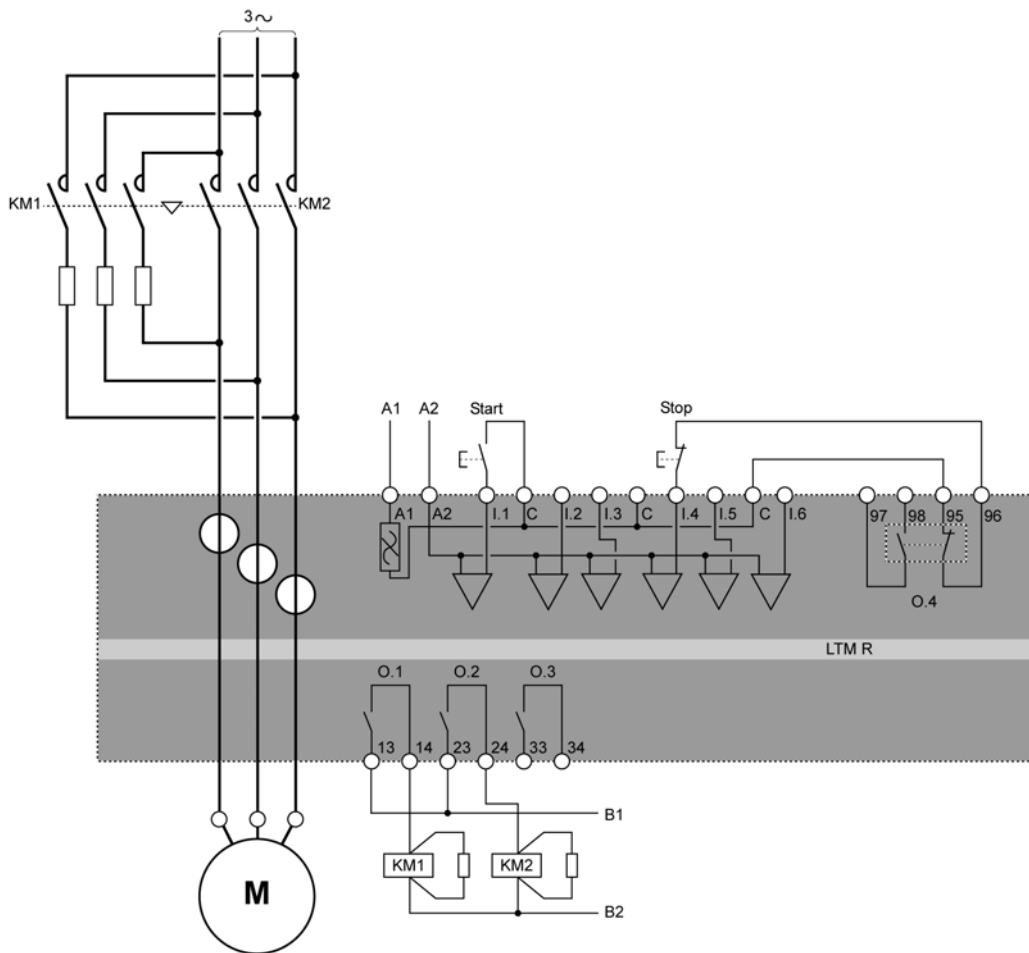 3~
KM1
KM2
A1 A2 Start Stop
A1 A2 I.1 C I.2 I.3 C I.4 I.5 C I.6 97 98 95 96
O.4
LTM R
O.1 O.2 O.3
13 14 23 24 33 34
B1
KM1 KM2
M
B2